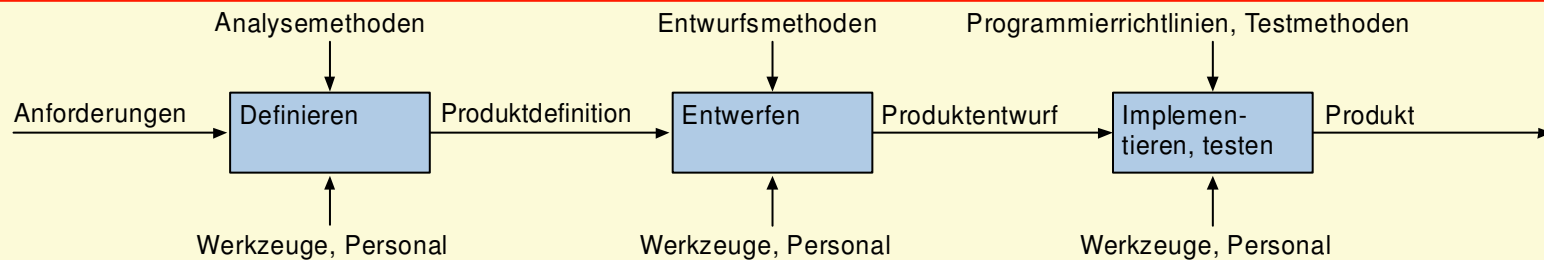 Analysemethoden
Entwurfsmethoden
Programmierrichtlinien, Testmethoden
Anforderungen
Definieren
Produktdefinition
Entwerfen
Produktentwurf
Implemen-
tieren, testen
Produkt
Werkzeuge, Personal
Werkzeuge, Personal
Werkzeuge, Personal